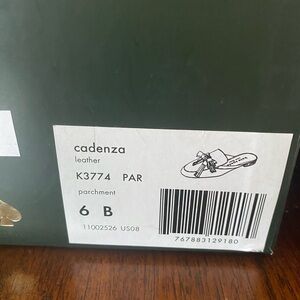 cadenza
leather
K3774 PAR
parchment
6 B
11002526 US08
767883129180